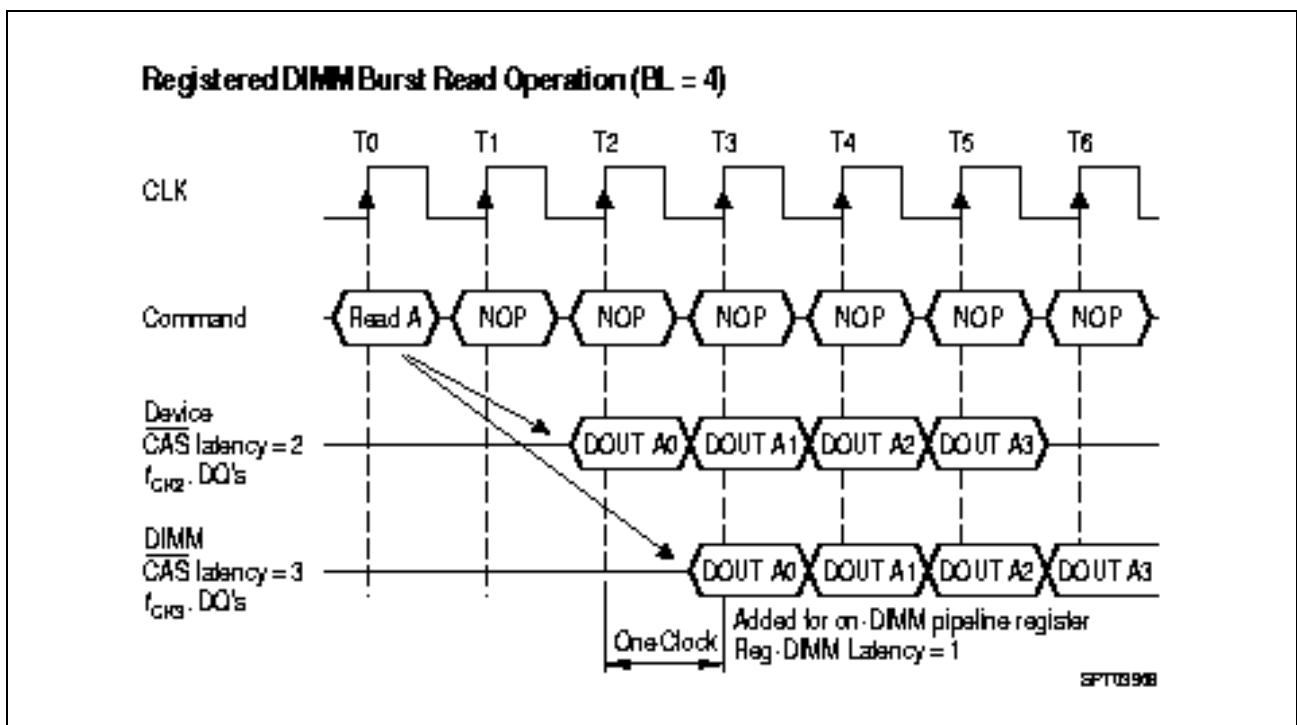 Registered DIMM Burst Read Operation (BL = 4)
T0 T1 T2 T3 T4 T5 T6
CLK
Command Read A NOP NOP NOP NOP NOP NOP
Device
CAS latency = 2 DOUT A0 DOUT A1 DOUT A2 DOUT A3
tCK2, DQ's
DIMM
CAS latency = 3 DOUT A0 DOUT A1 DOUT A2 DOUT A3
tCK3, DQ's
One Clock
Added for on-DIMM pipeline register
Reg-DIMM Latency = 1